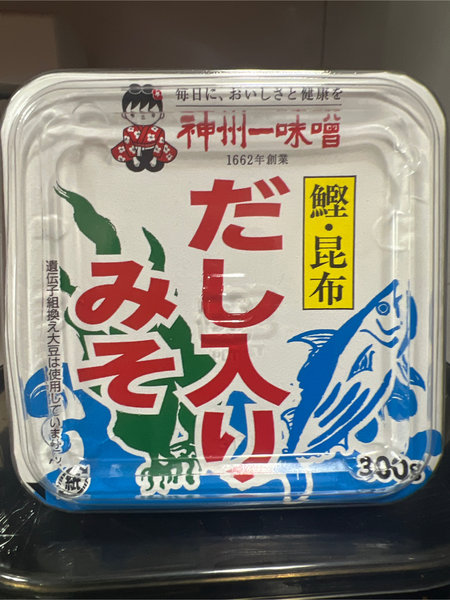 毎日に、おいしさと健康を
神州一味噌
1662年創業
鰹・昆布
だし入り
みそ
遺伝子組換え大豆は使用していません
300g
紙